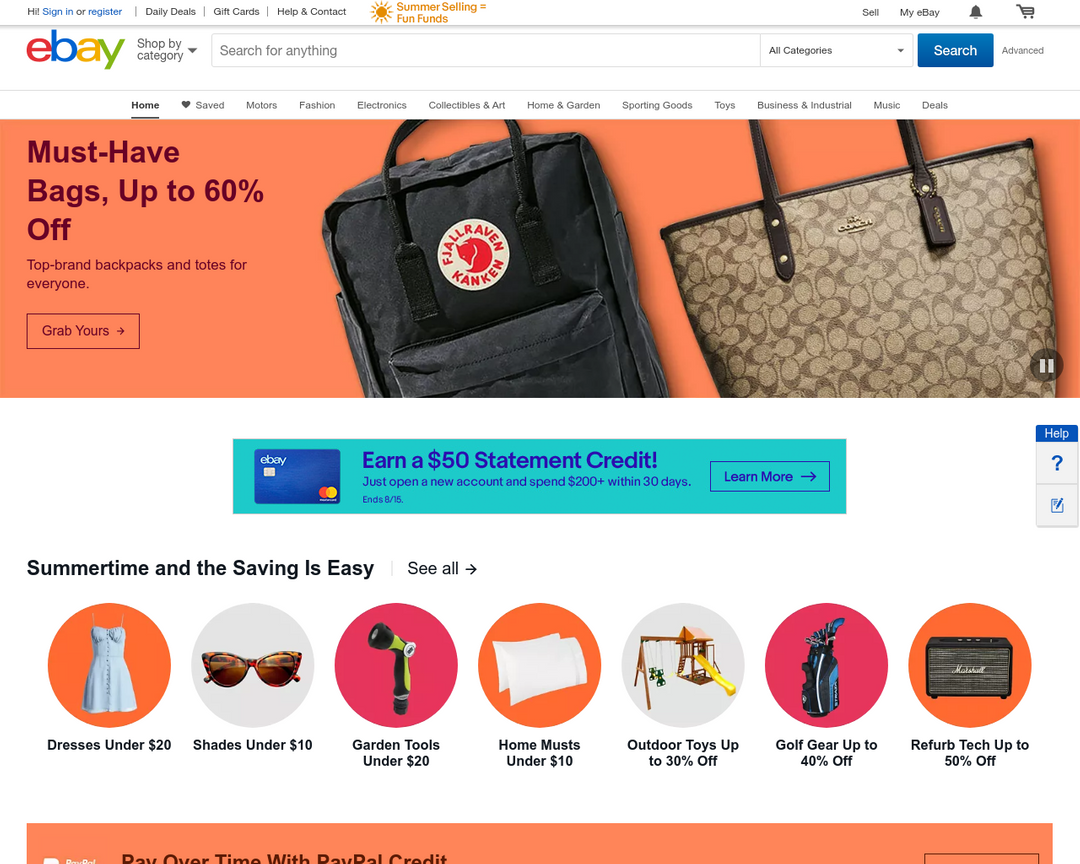 Hi! Sign in or register
Daily Deals
Gift Cards
Help & Contact
Summer Selling =
Fun Funds
Sell
My eBay
ebay
Shop by
category
Search for anything
All Categories
Search
Advanced
Home
Saved
Motors
Fashion
Electronics
Collectibles & Art
Home & Garden
Sporting Goods
Toys
Business & Industrial
Music
Deals
Must-Have
Bags, Up to 60%
Off
Top-brand backpacks and totes for
everyone.
Grab Yours →
FJALLRAVEN
KANKEN
COACH
COACH
ebay
mastercard
Earn a $50 Statement Credit!
Just open a new account and spend $200+ within 30 days.
Ends 8/15.
Learn More →
Help
?
Summertime and the Saving Is Easy
See all →
Marshall
Dresses Under $20
Shades Under $10
Garden Tools
Under $20
Home Musts
Under $10
Outdoor Toys Up
to 30% Off
Golf Gear Up to
40% Off
Refurb Tech Up to
50% Off
PayPal
Pay Over Time With PayPal Credit